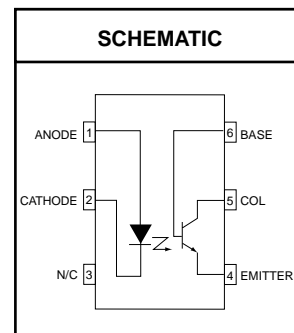 SCHEMATIC
ANODE 1
6 BASE
CATHODE 2
5 COL
N/C 3
4 EMITTER